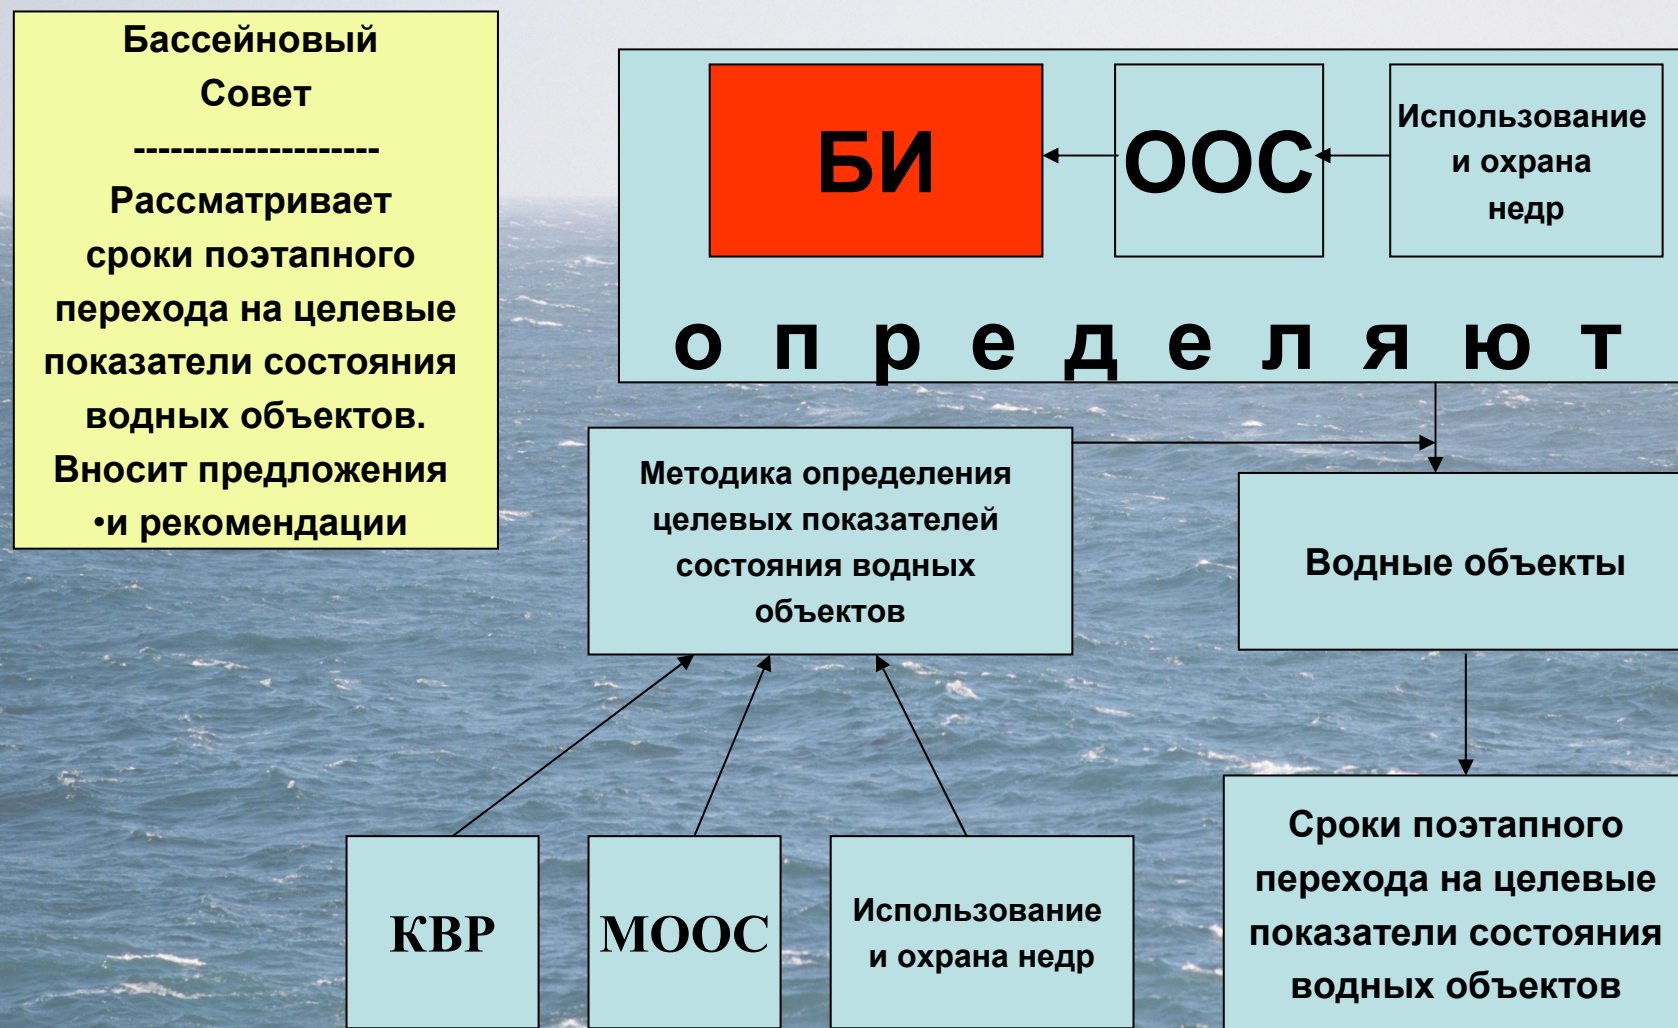 Бассейновый
Совет
--------------------
Рассматривает
сроки поэтапного
перехода на целевые
показатели состояния
водных объектов.
Вносит предложения
•и рекомендации
БИ
ООС
Использование
и охрана
недр
о п р е д е л я ю т
Методика определения
целевых показателей
состояния водных
объектов
Водные объекты
КВР
МООС
Использование
и охрана недр
Сроки поэтапного
перехода на целевые
показатели состояния
водных объектов